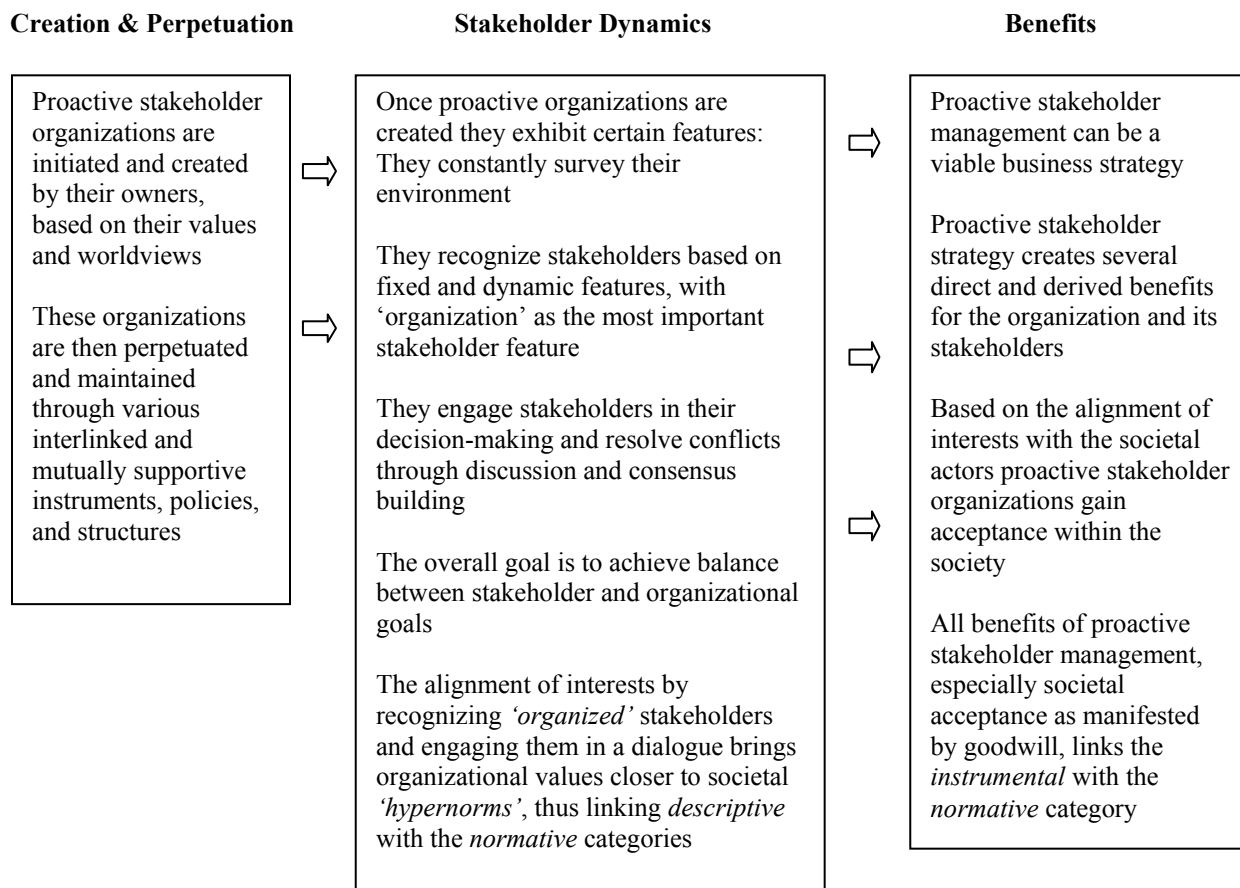 Creation & Perpetuation
Stakeholder Dynamics
Benefits
Proactive stakeholder
organizations are
initiated and created
by their owners,
based on their values
and worldviews
These organizations
are then perpetuated
and maintained
through various
interlinked and
mutually supportive
instruments, policies,
and structures
Once proactive organizations are
created they exhibit certain features:
They constantly survey their
environment
They recognize stakeholders based on
fixed and dynamic features, with
‘organization’ as the most important
stakeholder feature
They engage stakeholders in their
decision-making and resolve conflicts
through discussion and consensus
building
The overall goal is to achieve balance
between stakeholder and organizational
goals
The alignment of interests by
recognizing ‘organized’ stakeholders
and engaging them in a dialogue brings
organizational values closer to societal
‘hypernorms’, thus linking descriptive
with the normative categories
Proactive stakeholder
management can be a
viable business strategy
Proactive stakeholder
strategy creates several
direct and derived benefits
for the organization and its
stakeholders
Based on the alignment of
interests with the societal
actors proactive stakeholder
organizations gain
acceptance within the
society
All benefits of proactive
stakeholder management,
especially societal
acceptance as manifested
by goodwill, links the
instrumental with the
normative category